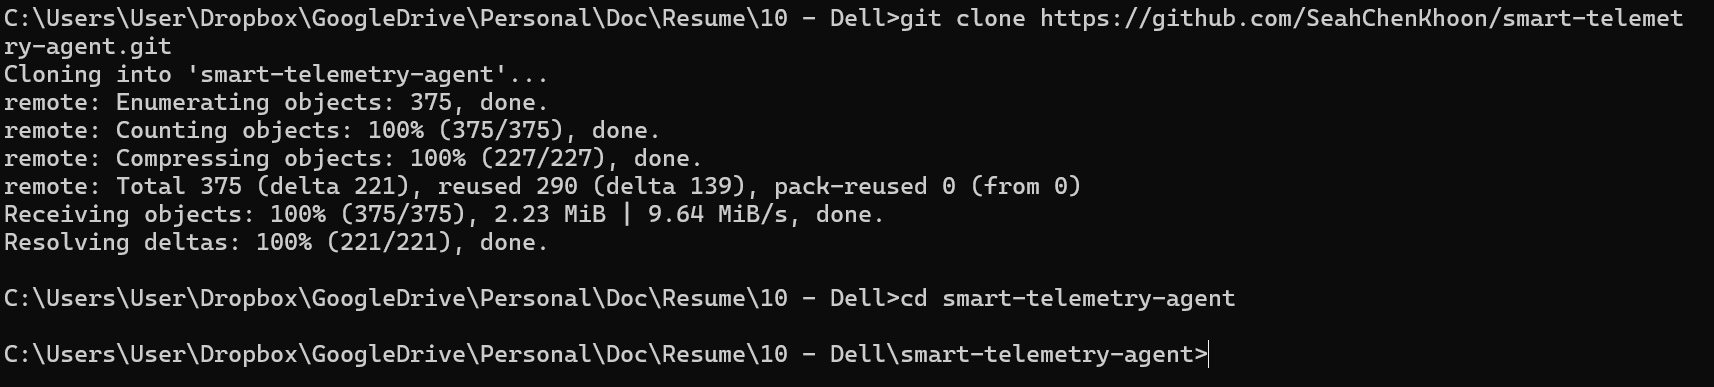 C:\Users\User\Dropbox\GoogleDrive\Personal\Doc\Resume\10 - Dell>git clone https://github.com/SeahChenKhoon/smart-telemet
ry-agent.git
Cloning into 'smart-telemetry-agent'...
remote: Enumerating objects: 375, done.
remote: Counting objects: 100% (375/375), done.
remote: Compressing objects: 100% (227/227), done.
remote: Total 375 (delta 221), reused 290 (delta 139), pack-reused 0 (from 0)
Receiving objects: 100% (375/375), 2.23 MiB | 9.64 MiB/s, done.
Resolving deltas: 100% (221/221), done.
C:\Users\User\Dropbox\GoogleDrive\Personal\Doc\Resume\10 - Dell>cd smart-telemetry-agent
C:\Users\User\Dropbox\GoogleDrive\Personal\Doc\Resume\10 - Dell\smart-telemetry-agent>